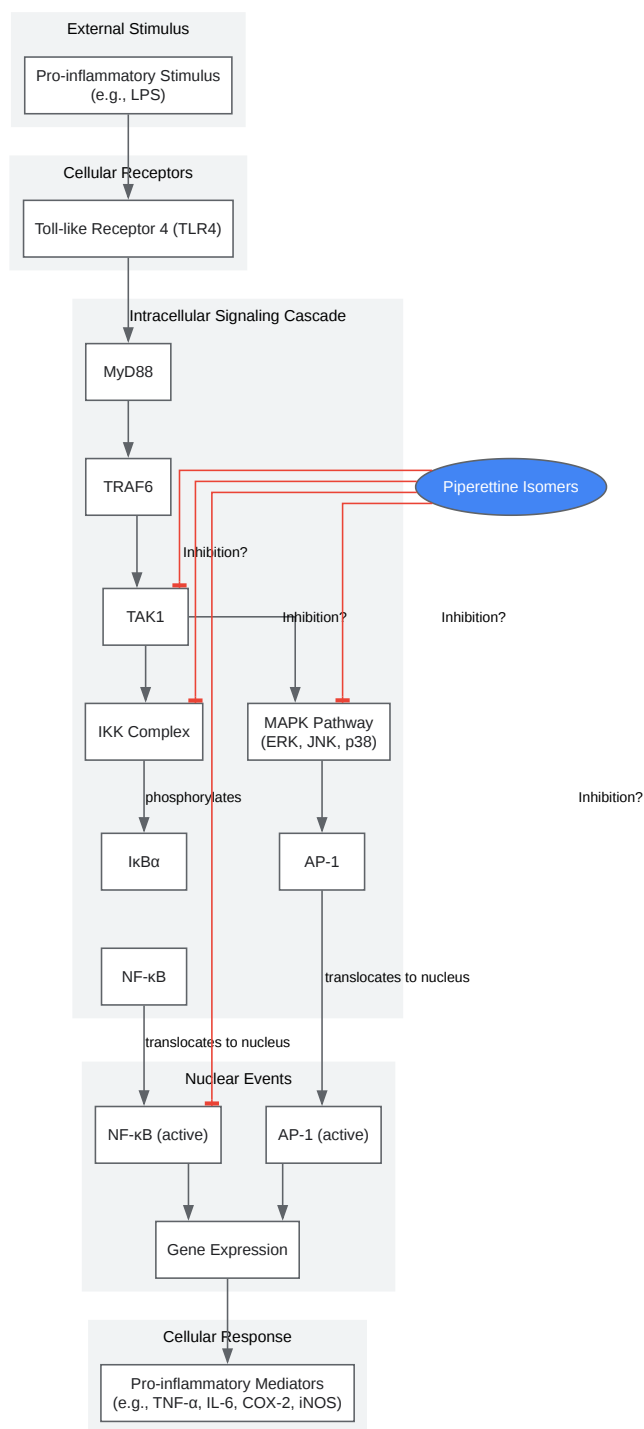 External Stimulus
Pro-inflammatory Stimulus
(e.g., LPS)
Cellular Receptors
Toll-like Receptor 4 (TLR4)
Intracellular Signaling Cascade
MyD88
TRAF6
Piperettine Isomers
Inhibition?
TAK1
Inhibition?
Inhibition?
IKK Complex
MAPK Pathway
(ERK, JNK, p38)
phosphorylates
Inhibition?
IκBα
AP-1
NF-κB
translocates to nucleus
translocates to nucleus
Nuclear Events
NF-κB (active)
AP-1 (active)
Gene Expression
Cellular Response
Pro-inflammatory Mediators
(e.g., TNF-α, IL-6, COX-2, iNOS)